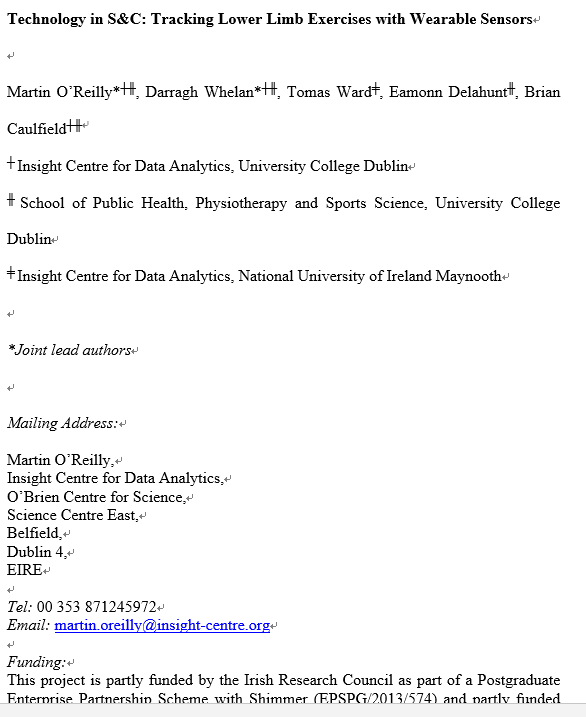 Technology in S&C: Tracking Lower Limb Exercises with Wearable Sensors↵
↵
Martin O’Reilly*┼╫, Darragh Whelan*┼╫, Tomas Ward╪, Eamonn Delahunt╫, Brian
Caulfield┼╫↵
┼ Insight Centre for Data Analytics, University College Dublin↵
╫ School of Public Health, Physiotherapy and Sports Science, University College
Dublin↵
╪ Insight Centre for Data Analytics, National University of Ireland Maynooth↵
↵
*Joint lead authors↵
↵
Mailing Address:↵
Martin O’Reilly,↵
Insight Centre for Data Analytics,↵
O’Brien Centre for Science,↵
Science Centre East,↵
Belfield,↵
Dublin 4,↵
EIRE↵
↵
Tel: 00 353 871245972↵
Email: martin.oreilly@insight-centre.org↵
↵
Funding:↵
This project is partly funded by the Irish Research Council as part of a Postgraduate
Enterprise Partnership Scheme with Shimmer (EPSPG/2013/574) and partly funded